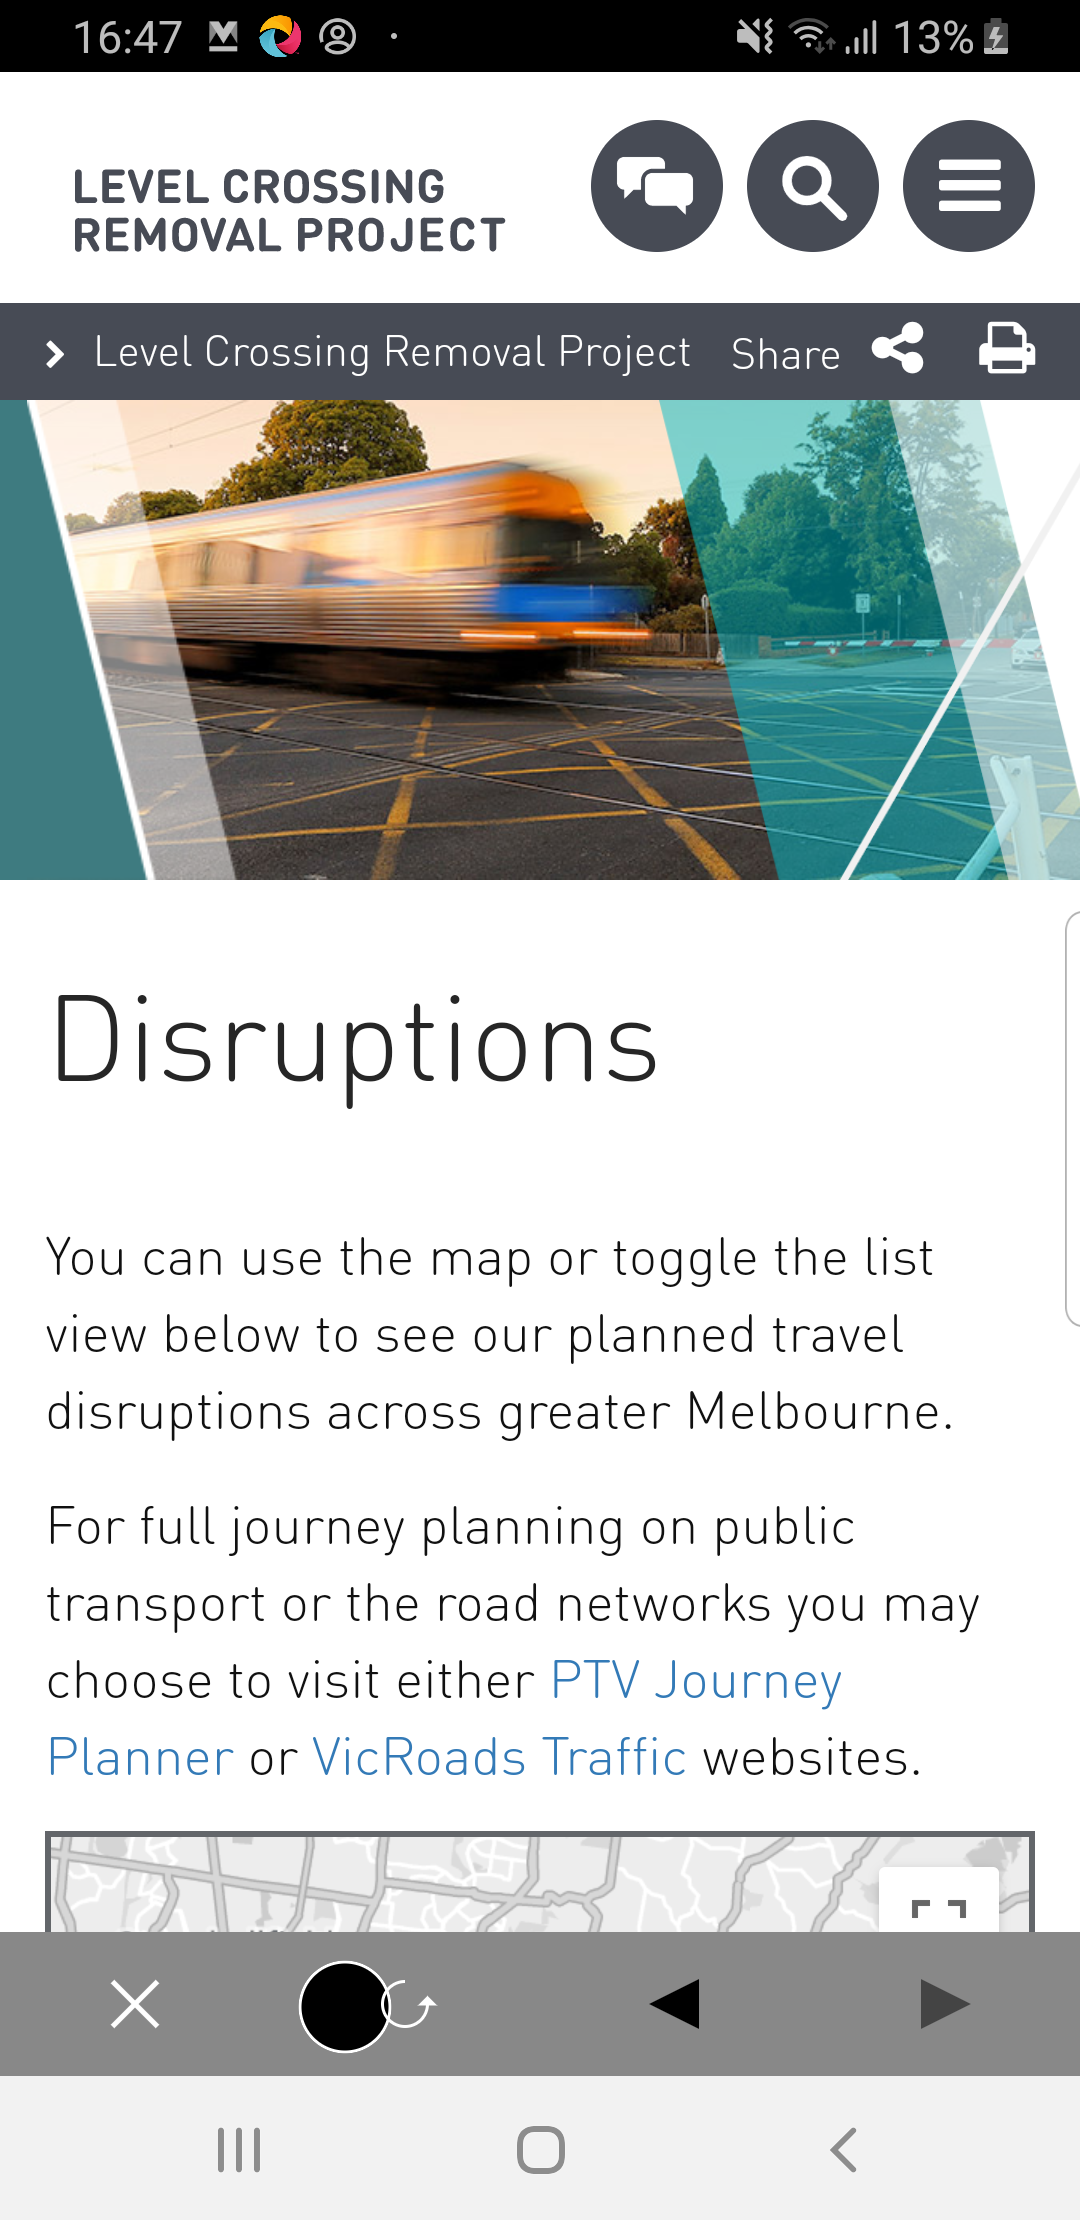 16:47
13%
LEVEL CROSSING
REMOVAL PROJECT
Level Crossing Removal Project
Share
Disruptions
You can use the map or toggle the list
view below to see our planned travel
disruptions across greater Melbourne.
For full journey planning on public
transport or the road networks you may
choose to visit either PTV Journey
Planner or VicRoads Traffic websites.